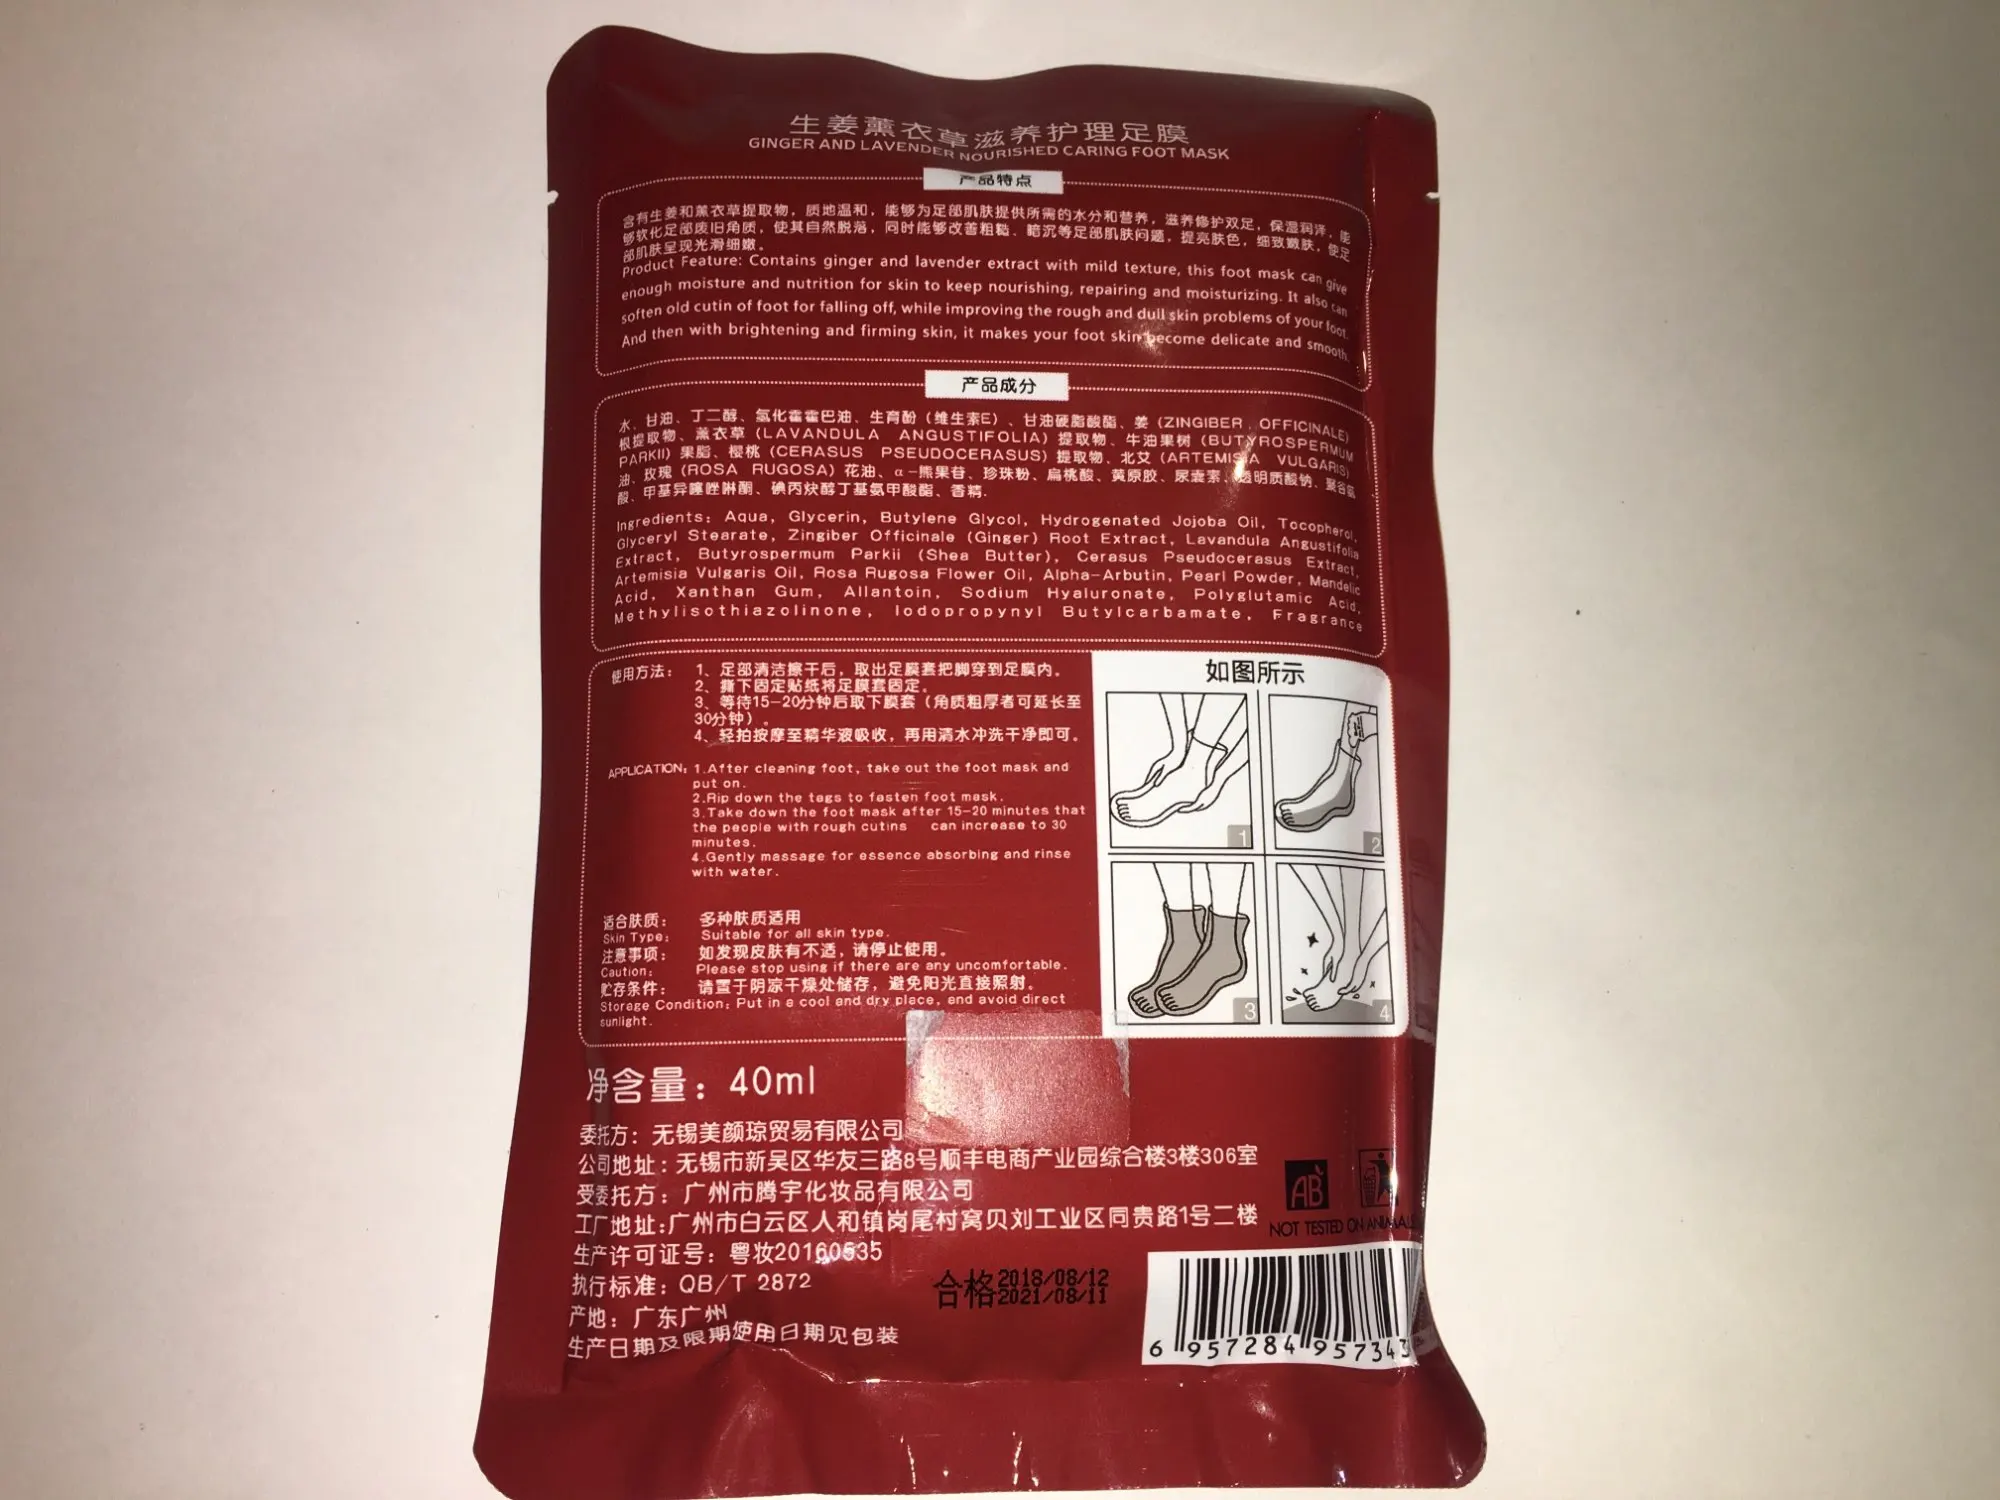 生姜薰衣草滋养护理足膜
GINGER AND LAVENDER NOURISHED CARING FOOT MASK
产品特点
含有生姜和薰衣草提取物，质地温和，能够为足部肌肤提供所需的水分和营养，滋养修护双足，保湿润泽，能
够软化足部废旧角质，使其自然脱落，同时能够改善粗糙、暗沉等足部肌肤问题，提亮肤色，细致嫩肤，使足
部肌肤呈现光滑细嫩。
Product Feature: Contains ginger and lavender extract with mild texture, this foot mask can give
enough moisture and nutrition for skin to keep nourishing, repairing and moisturizing. It also can
soften old cutin of foot for falling off, while improving the rough and dull skin problems of your foot.
And then with brightening and firming skin, it makes your foot skin become delicate and smooth.
产品成分
水、甘油、丁二醇、氢化霍霍巴油、生育酚（维生素E）、甘油硬脂酸酯、姜（ZINGIBER OFFICINALE）
根提取物、薰衣草（LAVANDULA ANGUSTIFOLIA）提取物、牛油果树（BUTYROSPERMUM
PARKII）果脂、樱桃（CERASUS PSEUDOCERASUS）提取物、北艾（ARTEMISIA VULGARIS）
油、玫瑰（ROSA RUGOSA）花油、α-熊果苷、珍珠粉、扁桃酸、黄原胶、尿囊素、透明质酸钠、聚谷氨
酸、甲基异噻唑啉酮、碘丙炔醇丁基氨甲酸酯、香精.
Ingredients: Aqua, Glycerin, Butylene Glycol, Hydrogenated Jojoba Oil, Tocopherol,
Glyceryl Stearate, Zingiber Officinale (Ginger) Root Extract, Lavandula Angustifolia
Extract, Butyrospermum Parkii (Shea Butter), Cerasus Pseudocerasus Extract,
Artemisia Vulgaris Oil, Rosa Rugosa Flower Oil, Alpha-Arbutin, Pearl Powder, Mandelic
Acid, Xanthan Gum, Allantoin, Sodium Hyaluronate, Polyglutamic Acid,
Methylisothiazolinone, Iodopropynyl Butylcarbamate, Fragrance
使用方法： 1、足部清洁擦干后，取出足膜套把脚穿到足膜内。
2、撕下固定贴纸将足膜套固定。
3、等待15-20分钟后取下膜套（角质粗厚者可延长至
30分钟）。
4、轻拍按摩至精华液吸收，再用清水冲洗干净即可。
APPLICATION: 1.After cleaning foot, take out the foot mask and
put on.
2.Rip down the tags to fasten foot mask.
3.Take down the foot mask after 15-20 minutes that
the people with rough cutins can increase to 30
minutes.
4.Gently massage for essence absorbing and rinse
with water.
如图所示
1
2
3
4
适合肤质： 多种肤质适用
Skin Type: Suitable for all skin type.
注意事项： 如发现皮肤有不适，请停止使用。
Caution: Please stop using if there are any uncomfortable.
贮存条件： 请置于阴凉干燥处储存，避免阳光直接照射。
Storage Condition: Put in a cool and dry place, and avoid direct
sunlight.
净含量：40ml
委托方：无锡美颜琼贸易有限公司
公司地址：无锡市新吴区华友三路8号顺丰电商产业园综合楼3楼306室
受委托方：广州市腾宇化妆品有限公司
工厂地址:广州市白云区人和镇岗尾村窝贝刘工业区同贵路1号二楼
生产许可证号：粤妆20160535
执行标准：QB/T 2872
产地：广东广州
生产日期及限期使用日期见包装
合格 2018/08/12
2021/08/11
AB
NOT TESTED ON ANIMALS
6 957284 957343